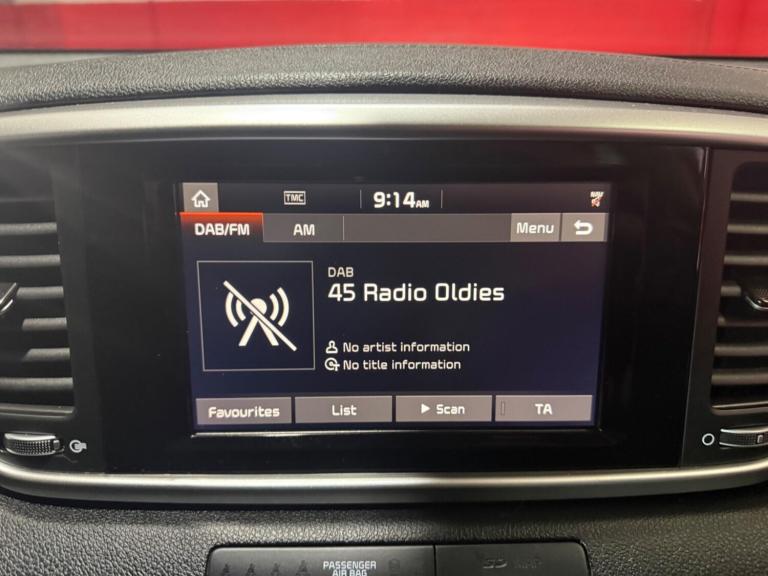 TMC 9:14AM
DAB/FM AM Menu
DAB
45 Radio Oldies
No artist information
No title information
Favourites List Scan TA
PASSENGER
AIR BAG